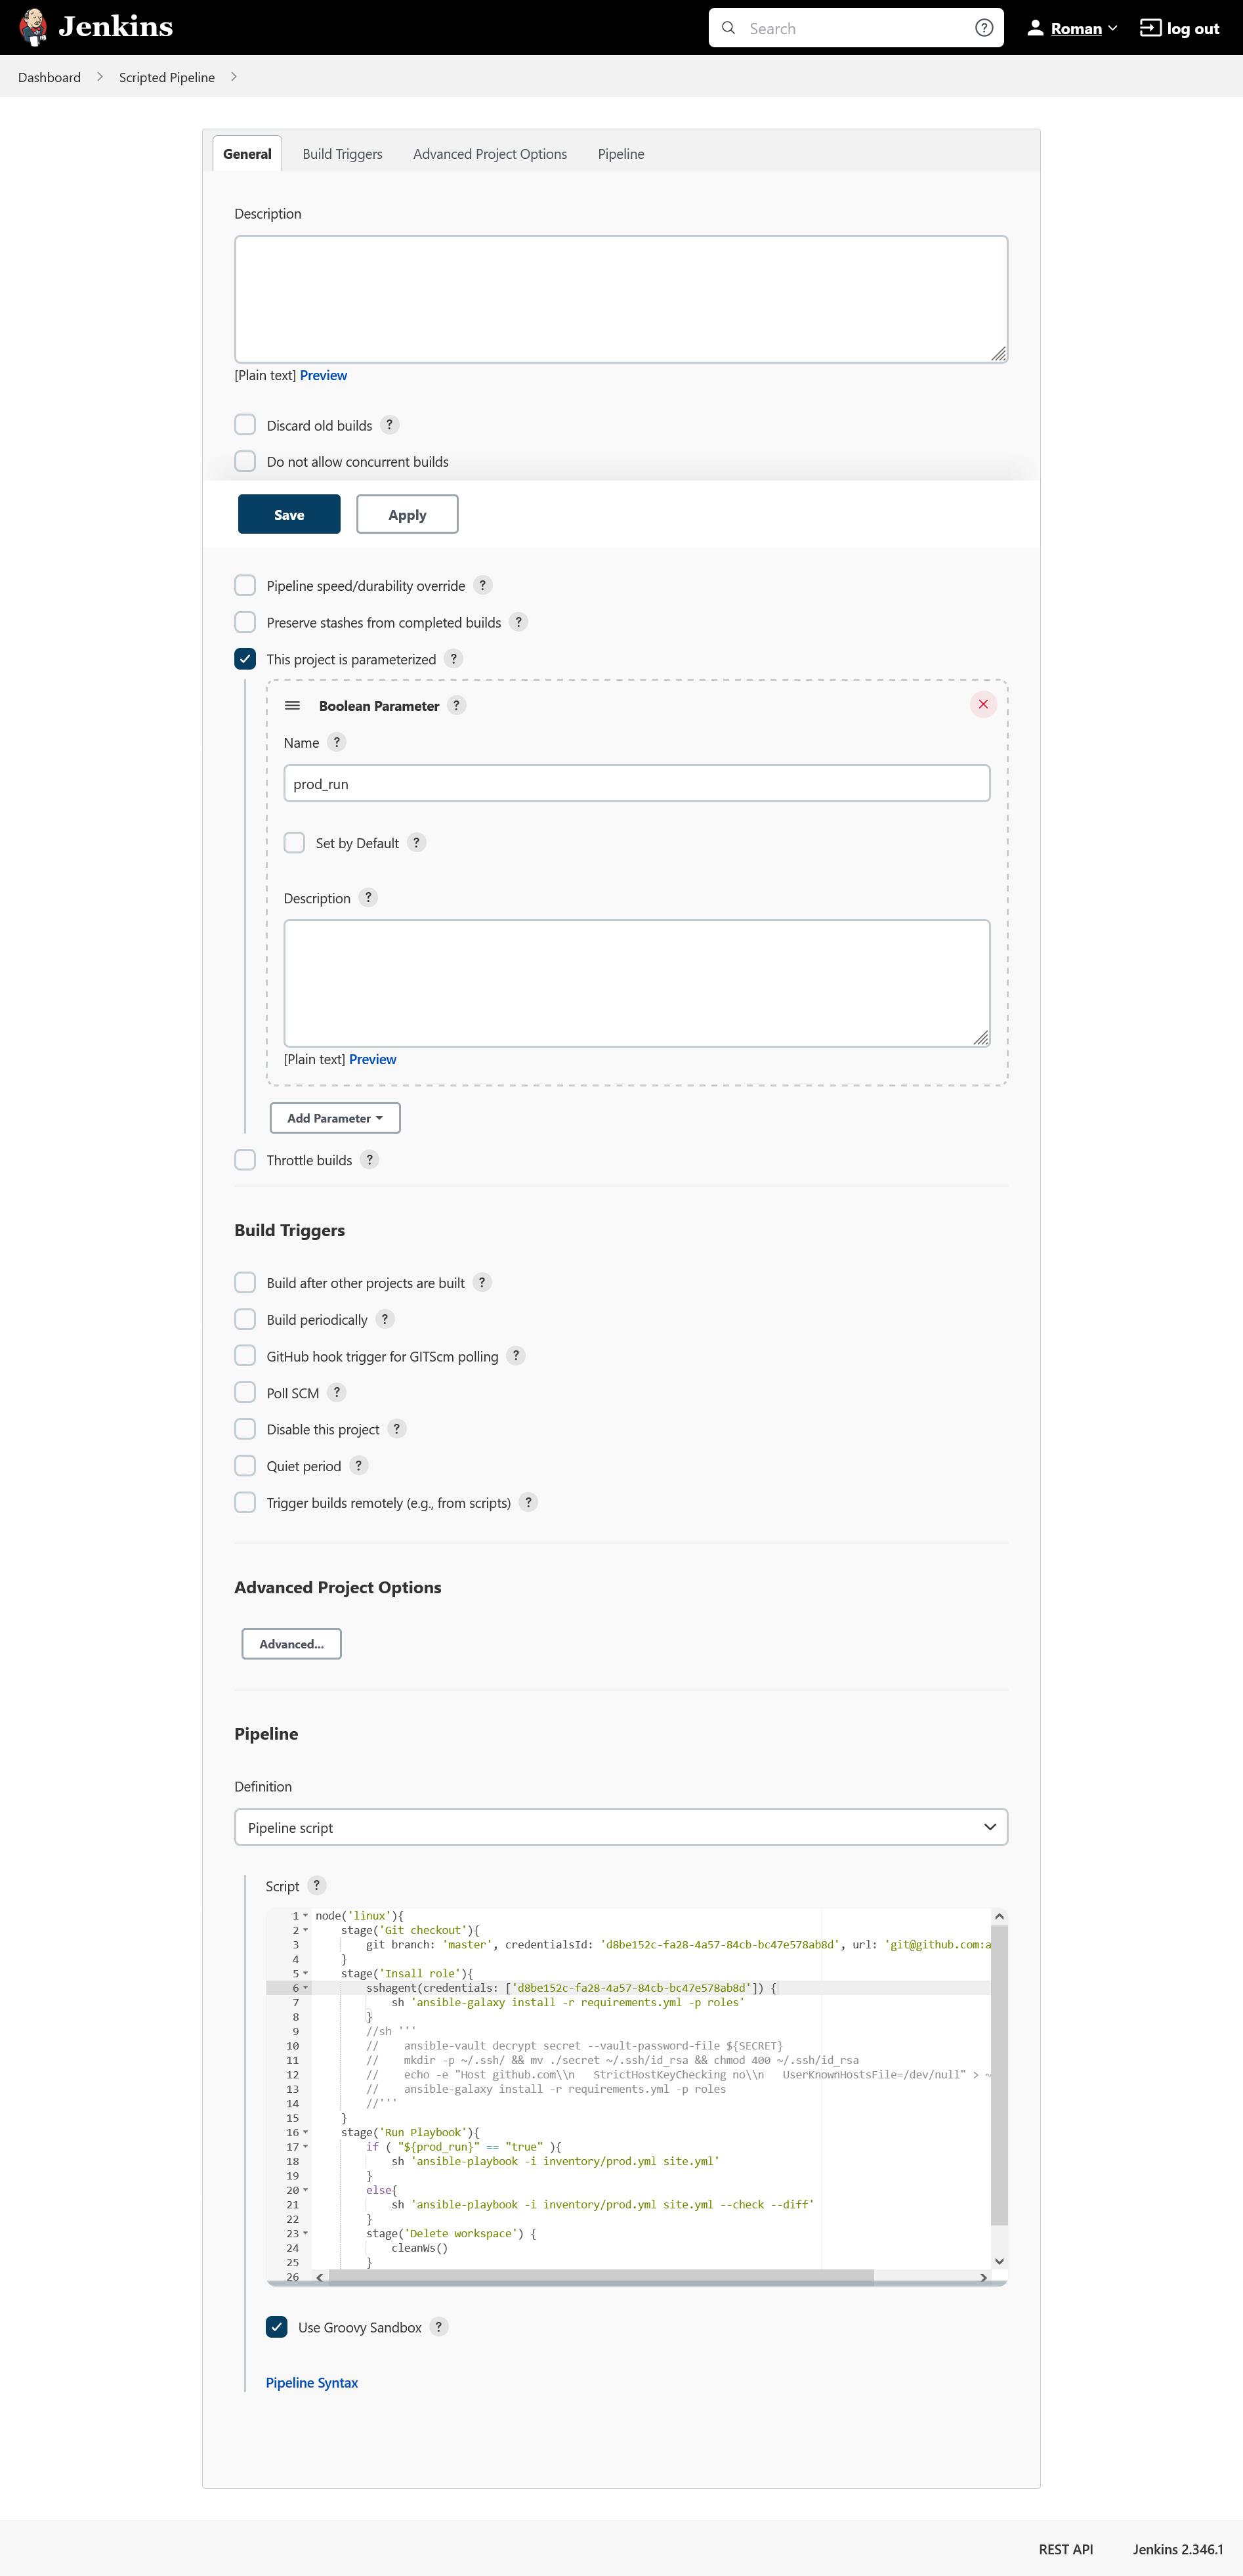 Jenkins
Search
?
Roman
log out
Dashboard
Scripted Pipeline
General
Build Triggers
Advanced Project Options
Pipeline
Description
[Plain text] Preview
Discard old builds ?
Do not allow concurrent builds
Save
Apply
Pipeline speed/durability override ?
Preserve stashes from completed builds ?
This project is parameterized ?
Boolean Parameter ?
Name ?
prod_run
Set by Default ?
Description ?
[Plain text] Preview
Add Parameter
Throttle builds ?
Build Triggers
Build after other projects are built ?
Build periodically ?
GitHub hook trigger for GITScm polling ?
Poll SCM ?
Disable this project ?
Quiet period ?
Trigger builds remotely (e.g., from scripts) ?
Advanced Project Options
Advanced...
Pipeline
Definition
Pipeline script
Script ?
1 node('linux'){
2     stage('Git checkout'){
3         git branch: 'master', credentialsId: 'd8be152c-fa28-4a57-84cb-bc47e578ab8d', url: 'git@github.com:a
4     }
5     stage('Insall role'){
6         sshagent(credentials: ['d8be152c-fa28-4a57-84cb-bc47e578ab8d']) {
7             sh 'ansible-galaxy install -r requirements.yml -p roles'
8         }
9         //sh '''
10         //    ansible-vault decrypt secret --vault-password-file ${SECRET}
11         //    mkdir -p ~/.ssh/ && mv ./secret ~/.ssh/id_rsa && chmod 400 ~/.ssh/id_rsa
12         //    echo -e "Host github.com\\n   StrictHostKeyChecking no\\n   UserKnownHostsFile=/dev/null" > ~
13         //    ansible-galaxy install -r requirements.yml -p roles
14         //'''
15     }
16     stage('Run Playbook'){
17         if ( "${prod_run}" == "true" ){
18             sh 'ansible-playbook -i inventory/prod.yml site.yml'
19         }
20         else{
21             sh 'ansible-playbook -i inventory/prod.yml site.yml --check --diff'
22         }
23         stage('Delete workspace') {
24             cleanWs()
25         }
26
Use Groovy Sandbox ?
Pipeline Syntax
REST API
Jenkins 2.346.1